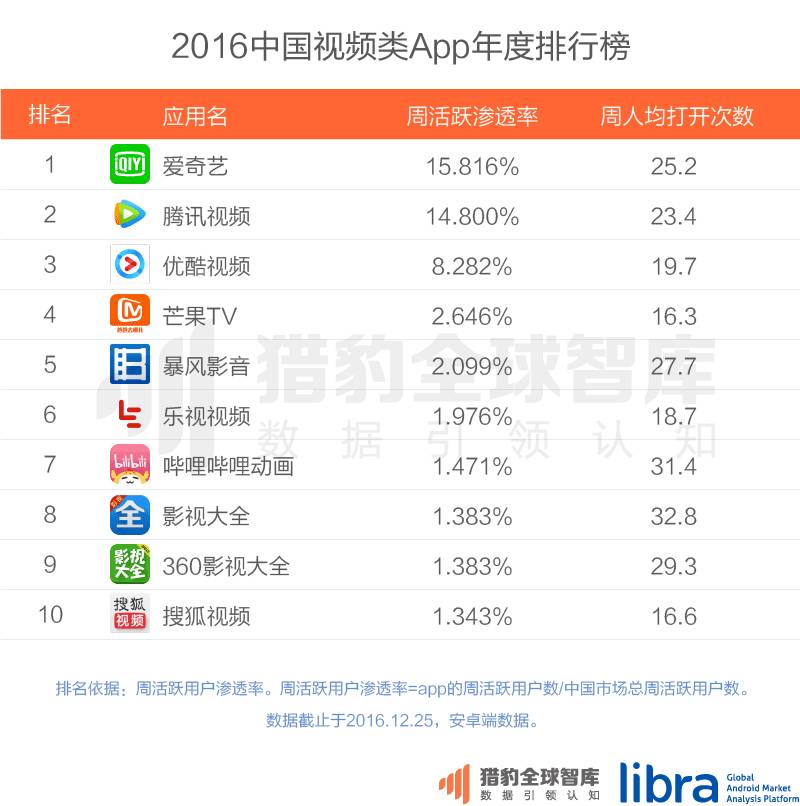 2016中国视频类App年度排行榜
排名 应用名 周活跃渗透率 周人均打开次数
1 QIY 爱奇艺 15.816% 25.2
2 腾讯视频 14.800% 23.4
3 优酷视频 8.282% 19.7
4 芒果TV 2.646% 16.3
5 暴风影音 2.099% 27.7
6 乐视视频 1.976% 18.7
7 bilibili 哔哩哔哩动画 1.471% 31.4
8 全 影视大全 1.383% 32.8
9 影视大全 360影视大全 1.383% 29.3
10 搜狐视频 搜狐视频 1.343% 16.6
猎豹全球智库
数据引领认知
排名依据：周活跃用户渗透率。周活跃用户渗透率=app的周活跃用户数/中国市场总周活跃用户数。
数据截止于2016.12.25，安卓端数据。
猎豹全球智库
数据引领认知
libra Global
Android Market
Analysis Platform